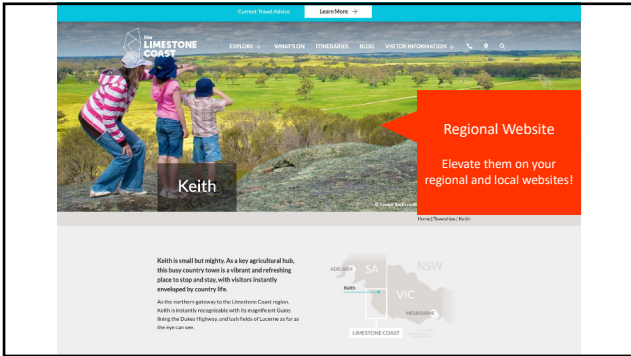 Current Travel Advice
Learn More →
the
LIMESTONE
COAST
EXPLORE ↓ WHAT'S ON ITINERARIES BLOG VISITOR INFORMATION ↓
Regional Website
Elevate them on your
regional and local websites!
Keith
Home | Townships | Keith
Keith is small but mighty. As a key agricultural hub,
this busy country town is a vibrant and refreshing
place to stop and stay, with visitors instantly
enveloped by country life.
As the northern gateway to the Limestone Coast region,
Keith is instantly recognisable with its magnificent Gums
lining the Dukes Highway, and lush fields of Lucerne as far as
the eye can see.
ADELAIDE
SA
NSW
Keith
VIC
MELBOURNE
LIMESTONE COAST